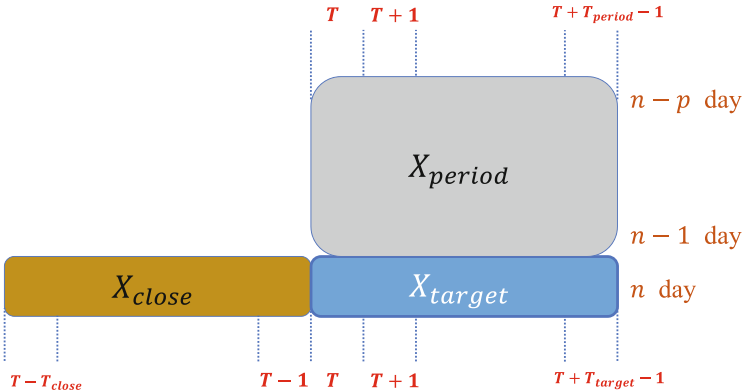 T T + 1 T + T_period − 1
n − p day
X_period
n − 1 day
X_close X_target n day
T − T_close T − 1 T T + 1 T + T_target − 1